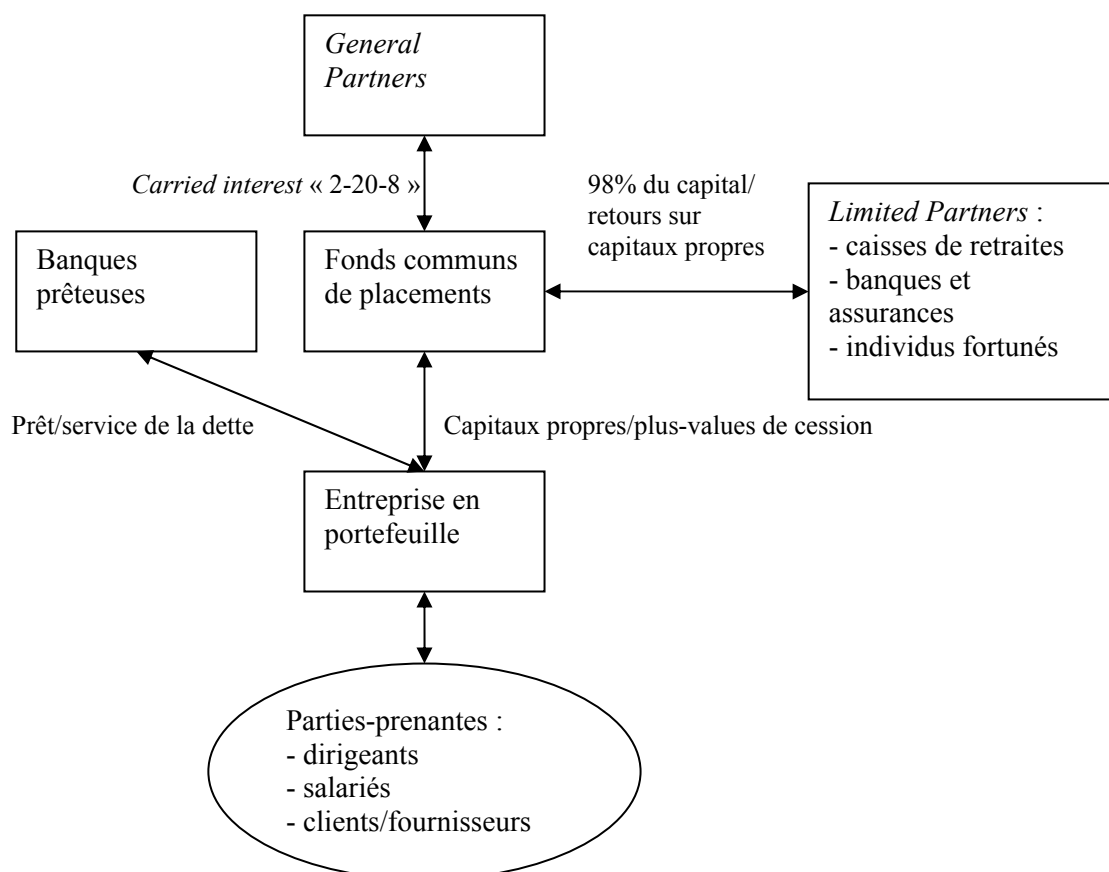 General
Partners
Carried interest « 2-20-8 »
98% du capital/
retours sur
capitaux propres
Limited Partners :
- caisses de retraites
- banques et
assurances
- individus fortunés
Banques
prêteuses
Fonds communs
de placements
Prêt/service de la dette
Capitaux propres/plus-values de cession
Entreprise en
portefeuille
Parties-prenantes :
- dirigeants
- salariés
- clients/fournisseurs